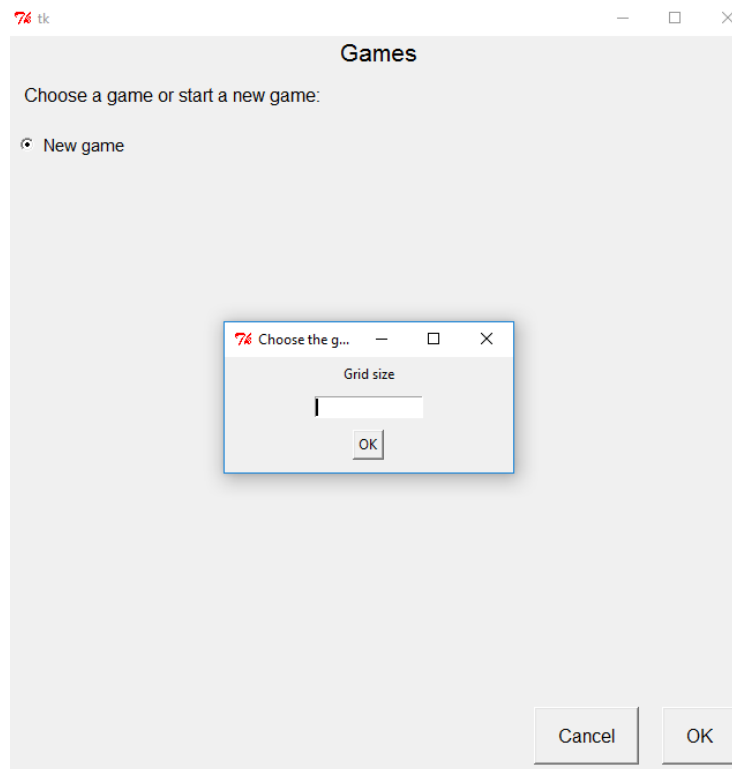 tk
Games
Choose a game or start a new game:
New game
Choose the g...
Grid size
OK
Cancel OK